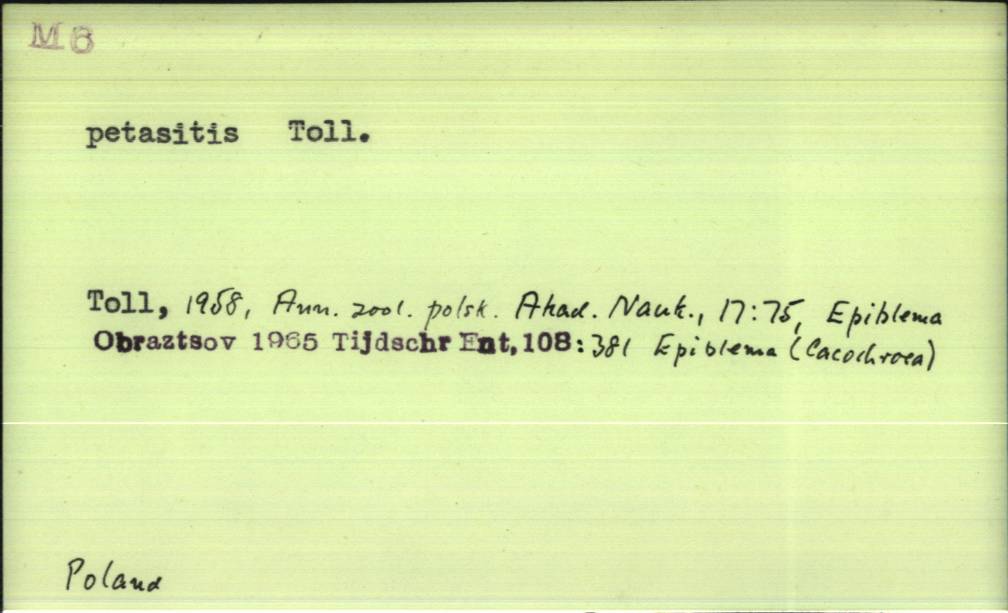 M6
petasitis Toll.
Toll, 1958, Ann. zool. polsk. Akad. Nauk., 17:75, Epiblema
Obraztsov 1965 Tijdschr Ent, 108:381 Epiblema (Cacochroea)
Poland